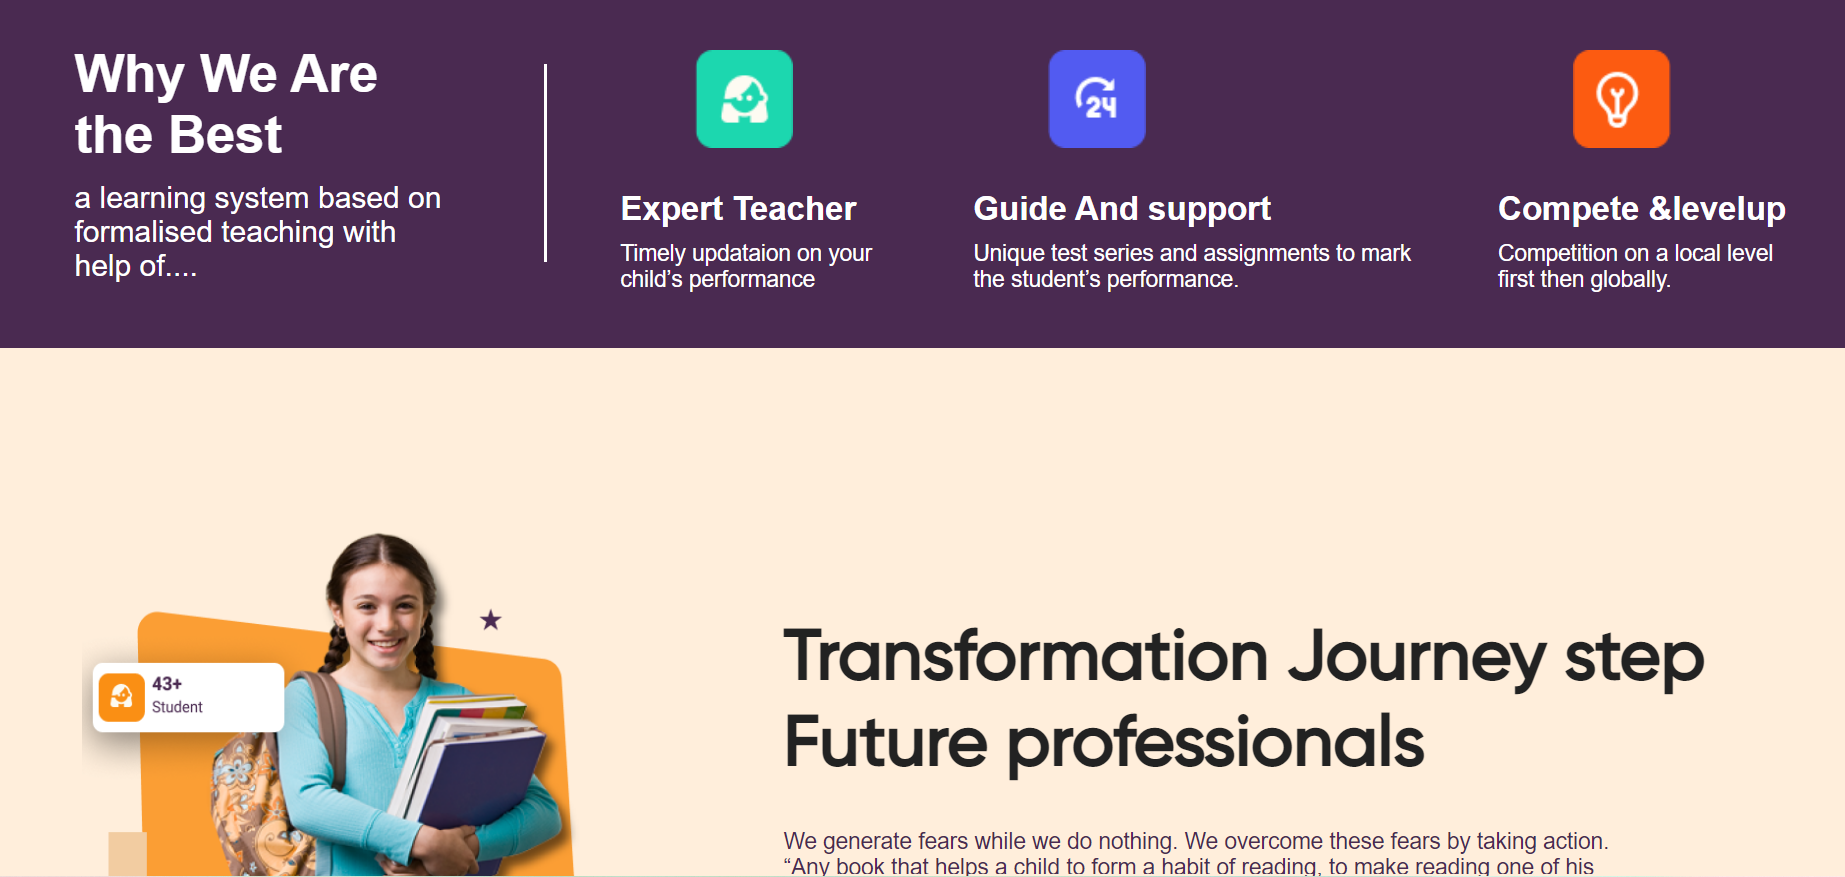 Why We Are
the Best
a learning system based on
formalised teaching with
help of....
24
Expert Teacher
Timely updataion on your
child’s performance
Guide And support
Unique test series and assignments to mark
the student’s performance.
Compete &levelup
Competition on a local level
first then globally.
43+
Student
Transformation Journey step
Future professionals
We generate fears while we do nothing. We overcome these fears by taking action.
“Any book that helps a child to form a habit of reading, to make reading one of his